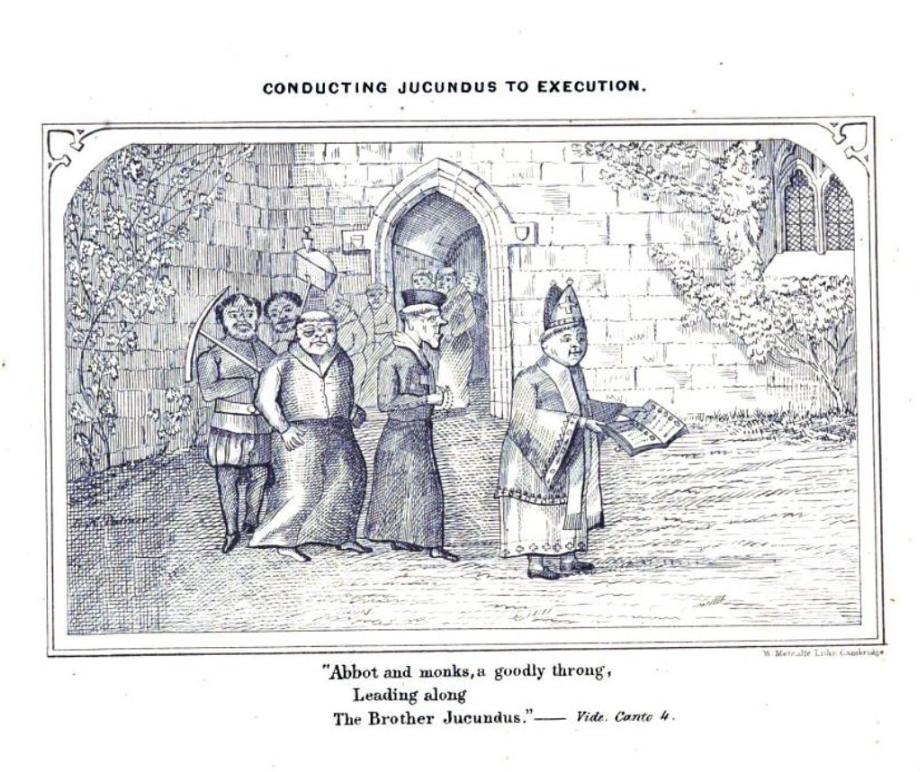 CONDUCTING JUCUNDUS TO EXECUTION.
W. Metcalfe Litho. Cambridge.
"Abbot and monks, a goodly throng,
Leading along
The Brother Jucundus."— Vide. Canto 4.